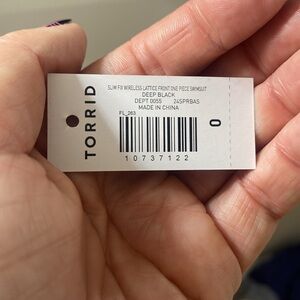 TORRID
SLIM FIX WIRELESS LATTICE FRONT ONE PIECE SWIMSUIT
DEEP BLACK
DEPT 0055 24SPRBAS
MADE IN CHINA
FL_263
10737122
0